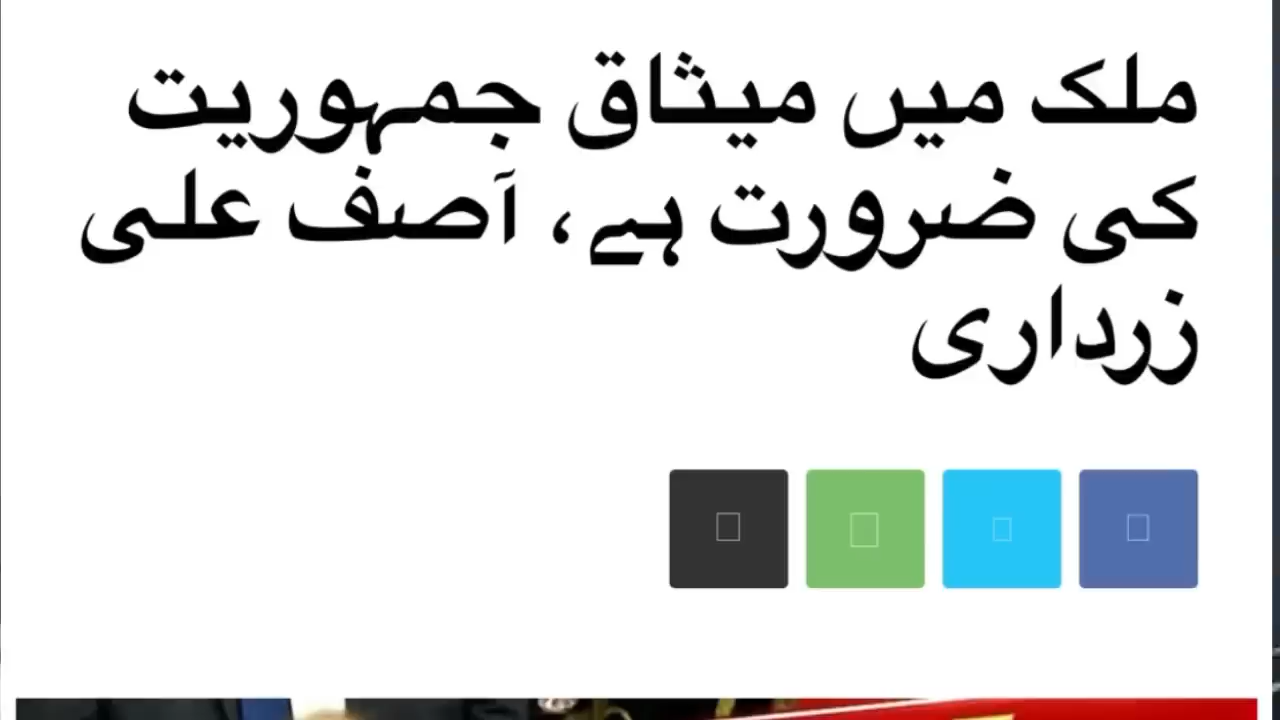 ملک میں میثاق جمہوریت
کی ضرورت ہے، آصف علی
زرداری